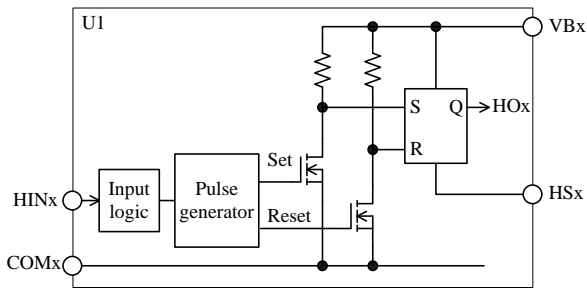 U1
VBx
S
Q
HOx
R
Set
HINx
Input
logic
Pulse
generator
HSx
Reset
COMx